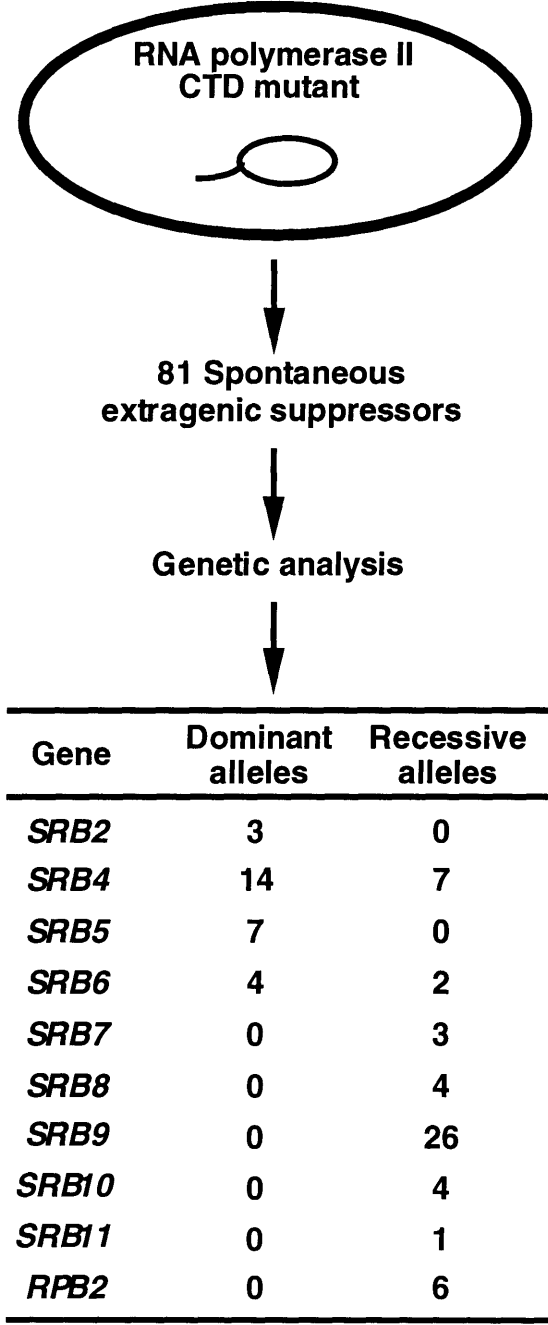 RNA polymerase II
CTD mutant
81 Spontaneous
extragenic suppressors
Genetic analysis
Gene Dominant alleles Recessive alleles
SRB2 3 0
SRB4 14 7
SRB5 7 0
SRB6 4 2
SRB7 0 3
SRB8 0 4
SRB9 0 26
SRB10 0 4
SRB11 0 1
RPB2 0 6